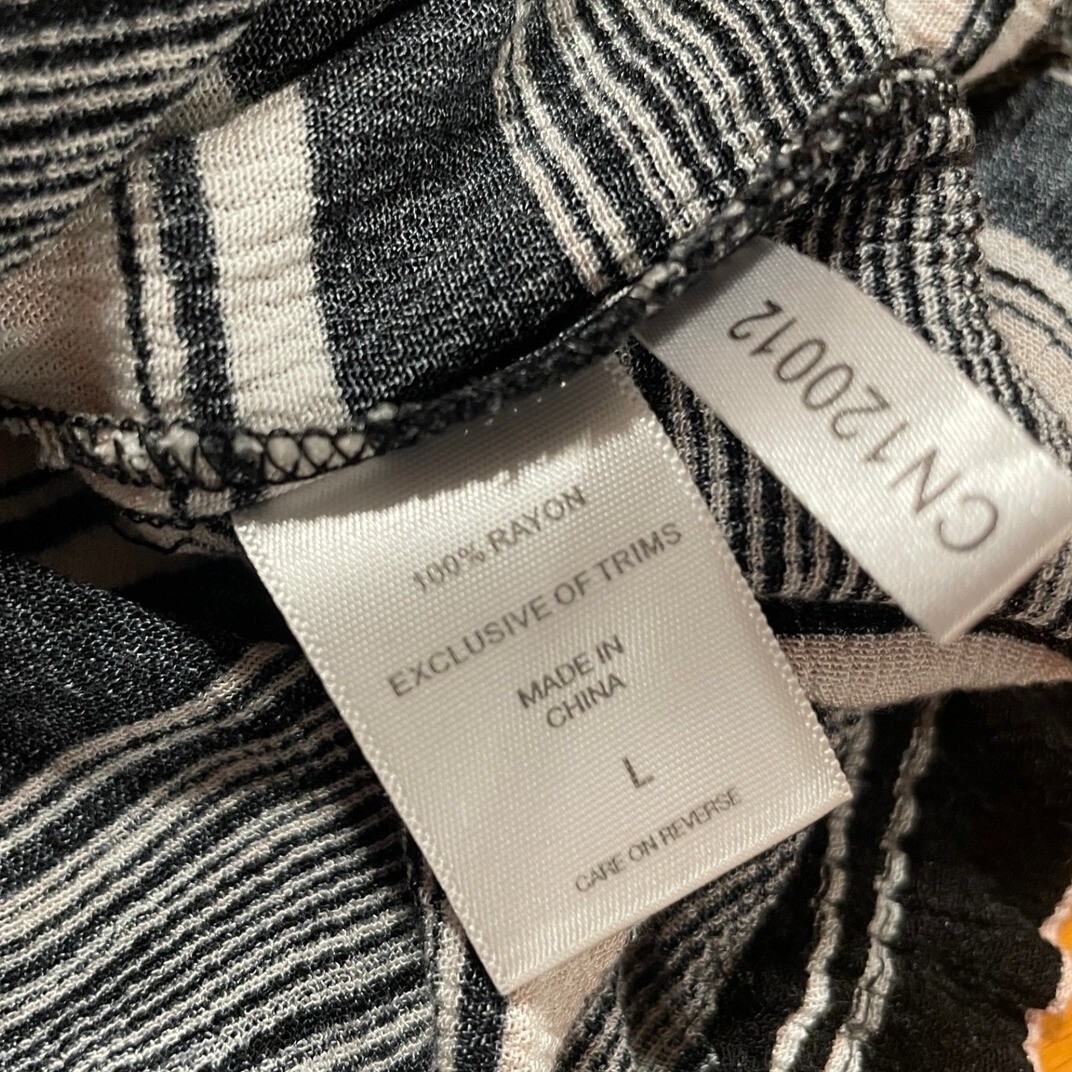 100% RAYON
EXCLUSIVE OF TRIMS
MADE IN
CHINA
L
CARE ON REVERSE
CN120012